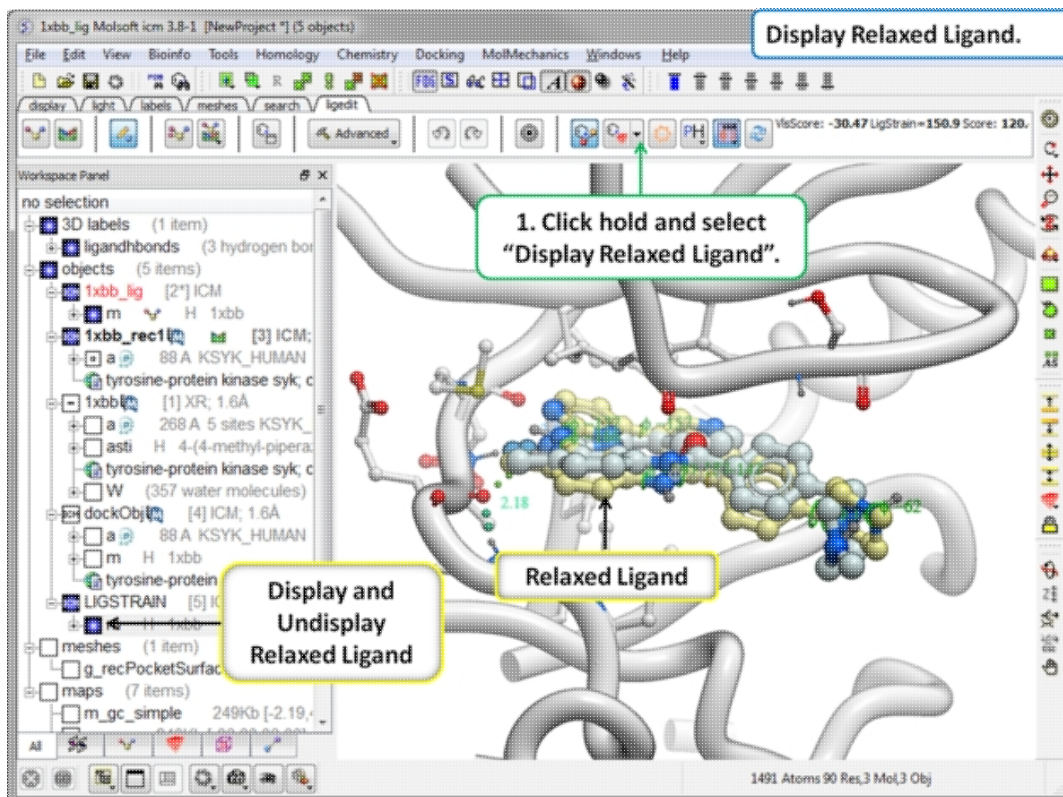 1xbb_lig Molsoft icm 3.8-1 [NewProject *] (5 objects)
Display Relaxed Ligand.
File Edit View Bioinfo Tools Homology Chemistry Docking MolMechanics Windows Help
display light labels meshes search ligedit
Advanced
VlsScore: -30.47 LigStrain=150.9 Score: 120.
Workspace Panel
no selection
3D labels (1 item)
ligandhbonds (3 hydrogen bor
objects (5 items)
1xbb_lig [2*] ICM
m H 1xbb
1xbb_rec1 [3] ICM;
a 88 A KSYK_HUMAN
tyrosine-protein kinase syk; c
1xbb [1] XR; 1.6Å
a 268 A 5 sites KSYK_
asti H 4-(4-methyl-pipera
tyrosine-protein kinase syk; c
W (357 water molecules)
dockObj [4] ICM; 1.6Å
a 88 A KSYK_HUMAN
m H 1xbb
tyrosine-protein
LIGSTRAIN [5] IC
1xbb
meshes (1 item)
g_recPocketSurfac
maps (7 items)
m_gc_simple 249Kb [-2.19,
All
1. Click hold and select
"Display Relaxed Ligand".
2.18
62
Relaxed Ligand
Display and
Undisplay
Relaxed Ligand
1491 Atoms 90 Res,3 Mol,3 Obj